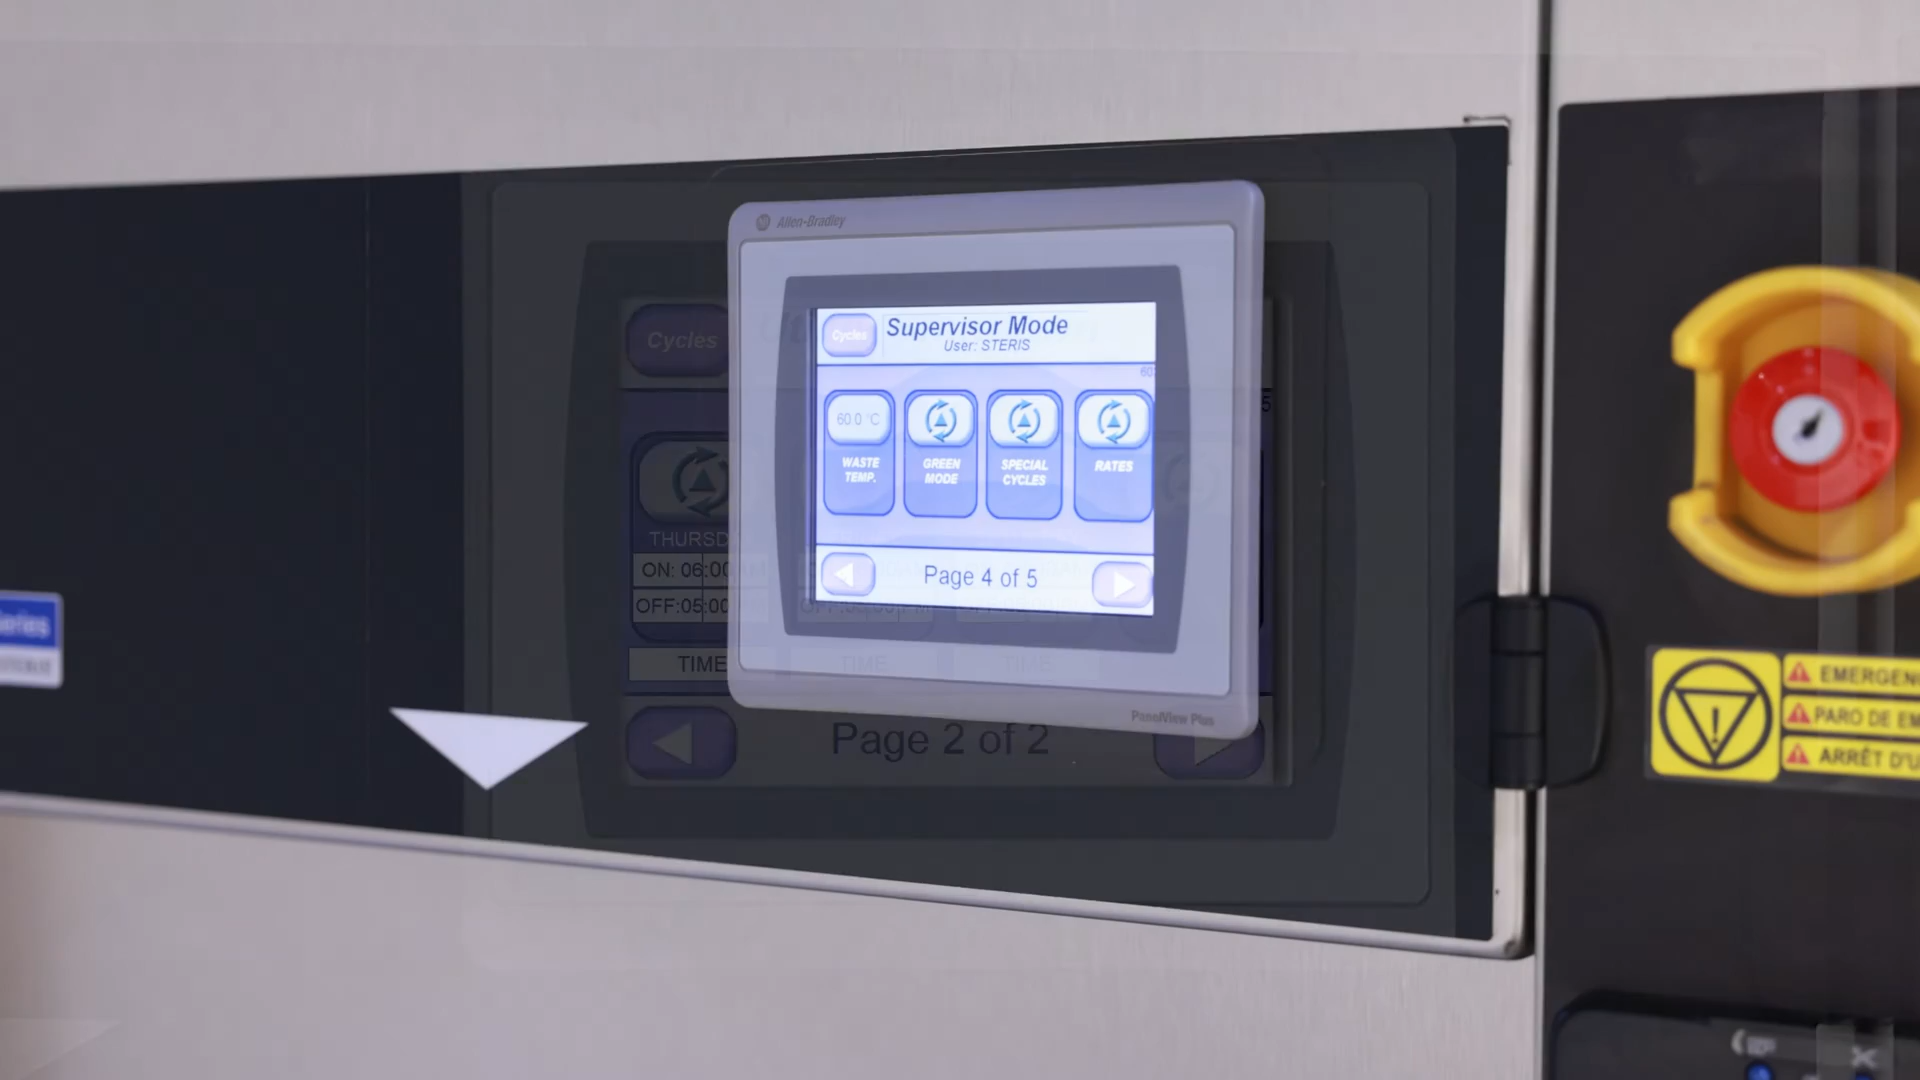 Allen-Bradley
Cycles
Supervisor Mode
User: STERIS
60.0 °C
WASTE
TEMP.
GREEN
MODE
SPECIAL
CYCLES
RATES
Page 4 of 5
PanelView Plus
Cycles
5
THURSD
ON: 06:00
OFF:05:00
TIME
TIME
TIME
Page 2 of 2
eries
EMERGEN
PARO DE EM
ARRÊT D'U